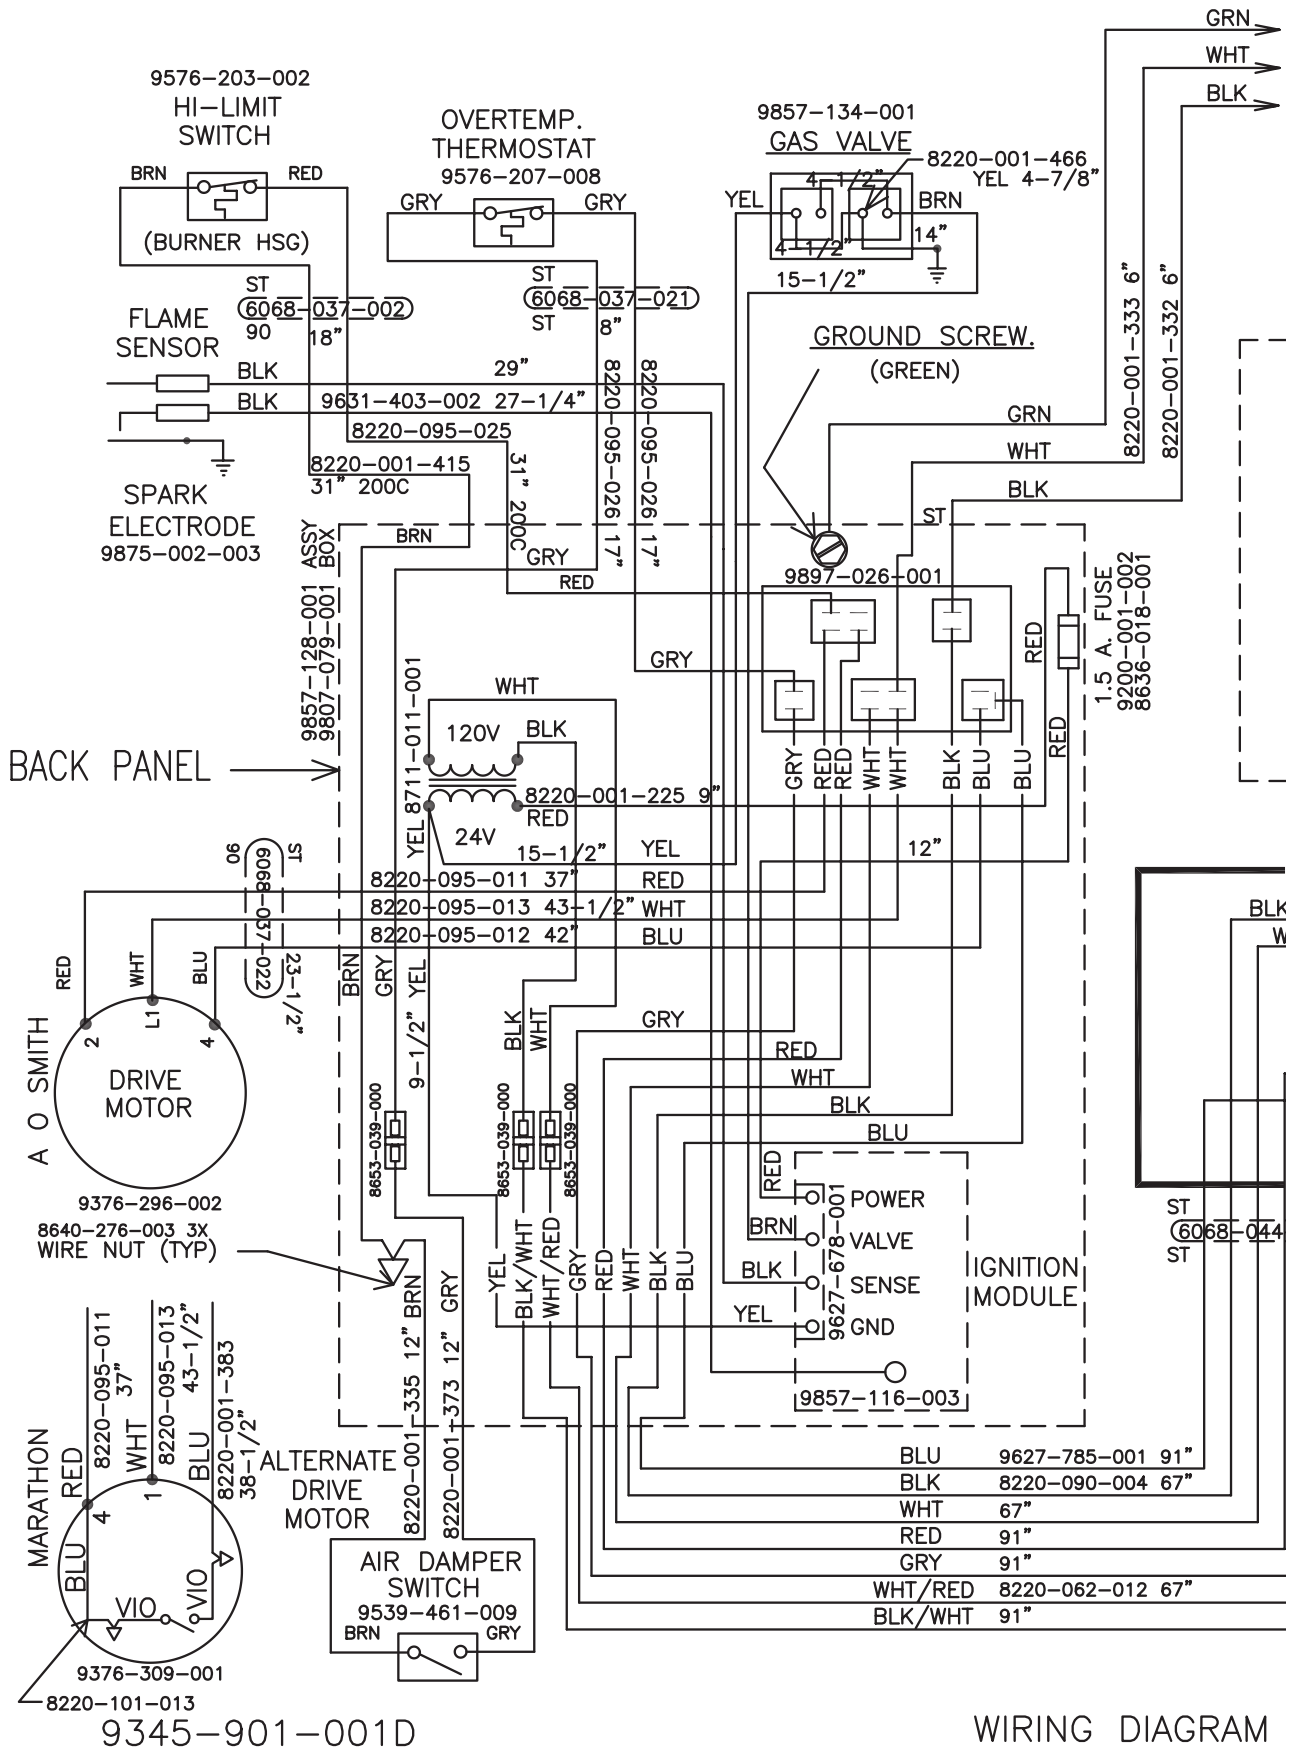 GRN
WHT
BLK
9576-203-002
HI-LIMIT
SWITCH
BRN
RED
(BURNER HSG)
OVERTEMP.
THERMOSTAT
9576-207-008
GRY
GRY
9857-134-001
GAS VALVE
8220-001-466
YEL 4-7/8"
4-1/2"
YEL
BRN
4-1/2"
14"
15-1/2"
ST
6068-037-002
90
18"
ST
6068-037-021
ST
8"
8220-001-333 6"
8220-001-332 6"
FLAME
SENSOR
BLK
29"
BLK
9631-403-002 27-1/4"
8220-095-025
31" 200C
8220-001-415
31" 200C
8220-095-026 17"
8220-095-026 17"
GROUND SCREW.
(GREEN)
GRN
WHT
BLK
SPARK
ELECTRODE
9875-002-003
9857-128-001 ASSY
9807-079-001 BOX
BRN
GRY
RED
ST
9897-026-001
RED
1.5 A. FUSE
9200-001-002
8636-018-001
GRY
WHT
120V
BLK
8711-011-001
YEL
24V
8220-001-225 9"
RED
15-1/2"
YEL
GRY
RED
RED
WHT
WHT
BLK
BLU
BLU
RED
12"
BACK PANEL
ST
6068-037-022
90
23-1/2"
8220-095-011 37"
RED
8220-095-013 43-1/2"
WHT
8220-095-012 42"
BLU
BLK
W
RED
WHT
BLU
2
L1
4
A O SMITH
DRIVE
MOTOR
9376-296-002
BRN
GRY
9-1/2" YEL
BLK
WHT
GRY
RED
WHT
BLK
BLU
8653-039-000
8653-039-000
8653-039-000
8640-276-003 3X
WIRE NUT (TYP)
RED
POWER
BRN
VALVE
BLK
SENSE
YEL
GND
9627-678-001
IGNITION
MODULE
9857-116-003
ST
6068-044
ST
YEL
BLK/WHT
WHT/RED
GRY
RED
WHT
BLK
BLU
8220-001-335 12" BRN
8220-001-373 12" GRY
MARATHON
RED
8220-095-011
37"
WHT
8220-095-013
43-1/2"
BLU
8220-001-383
38-1/2"
4
1
BLU
VIO
VIO
ALTERNATE
DRIVE
MOTOR
AIR DAMPER
SWITCH
9539-461-009
BRN
GRY
BLU 9627-785-001 91"
BLK 8220-090-004 67"
WHT 67"
RED 91"
GRY 91"
WHT/RED 8220-062-012 67"
BLK/WHT 91"
9376-309-001
8220-101-013
9345-901-001D
WIRING DIAGRAM